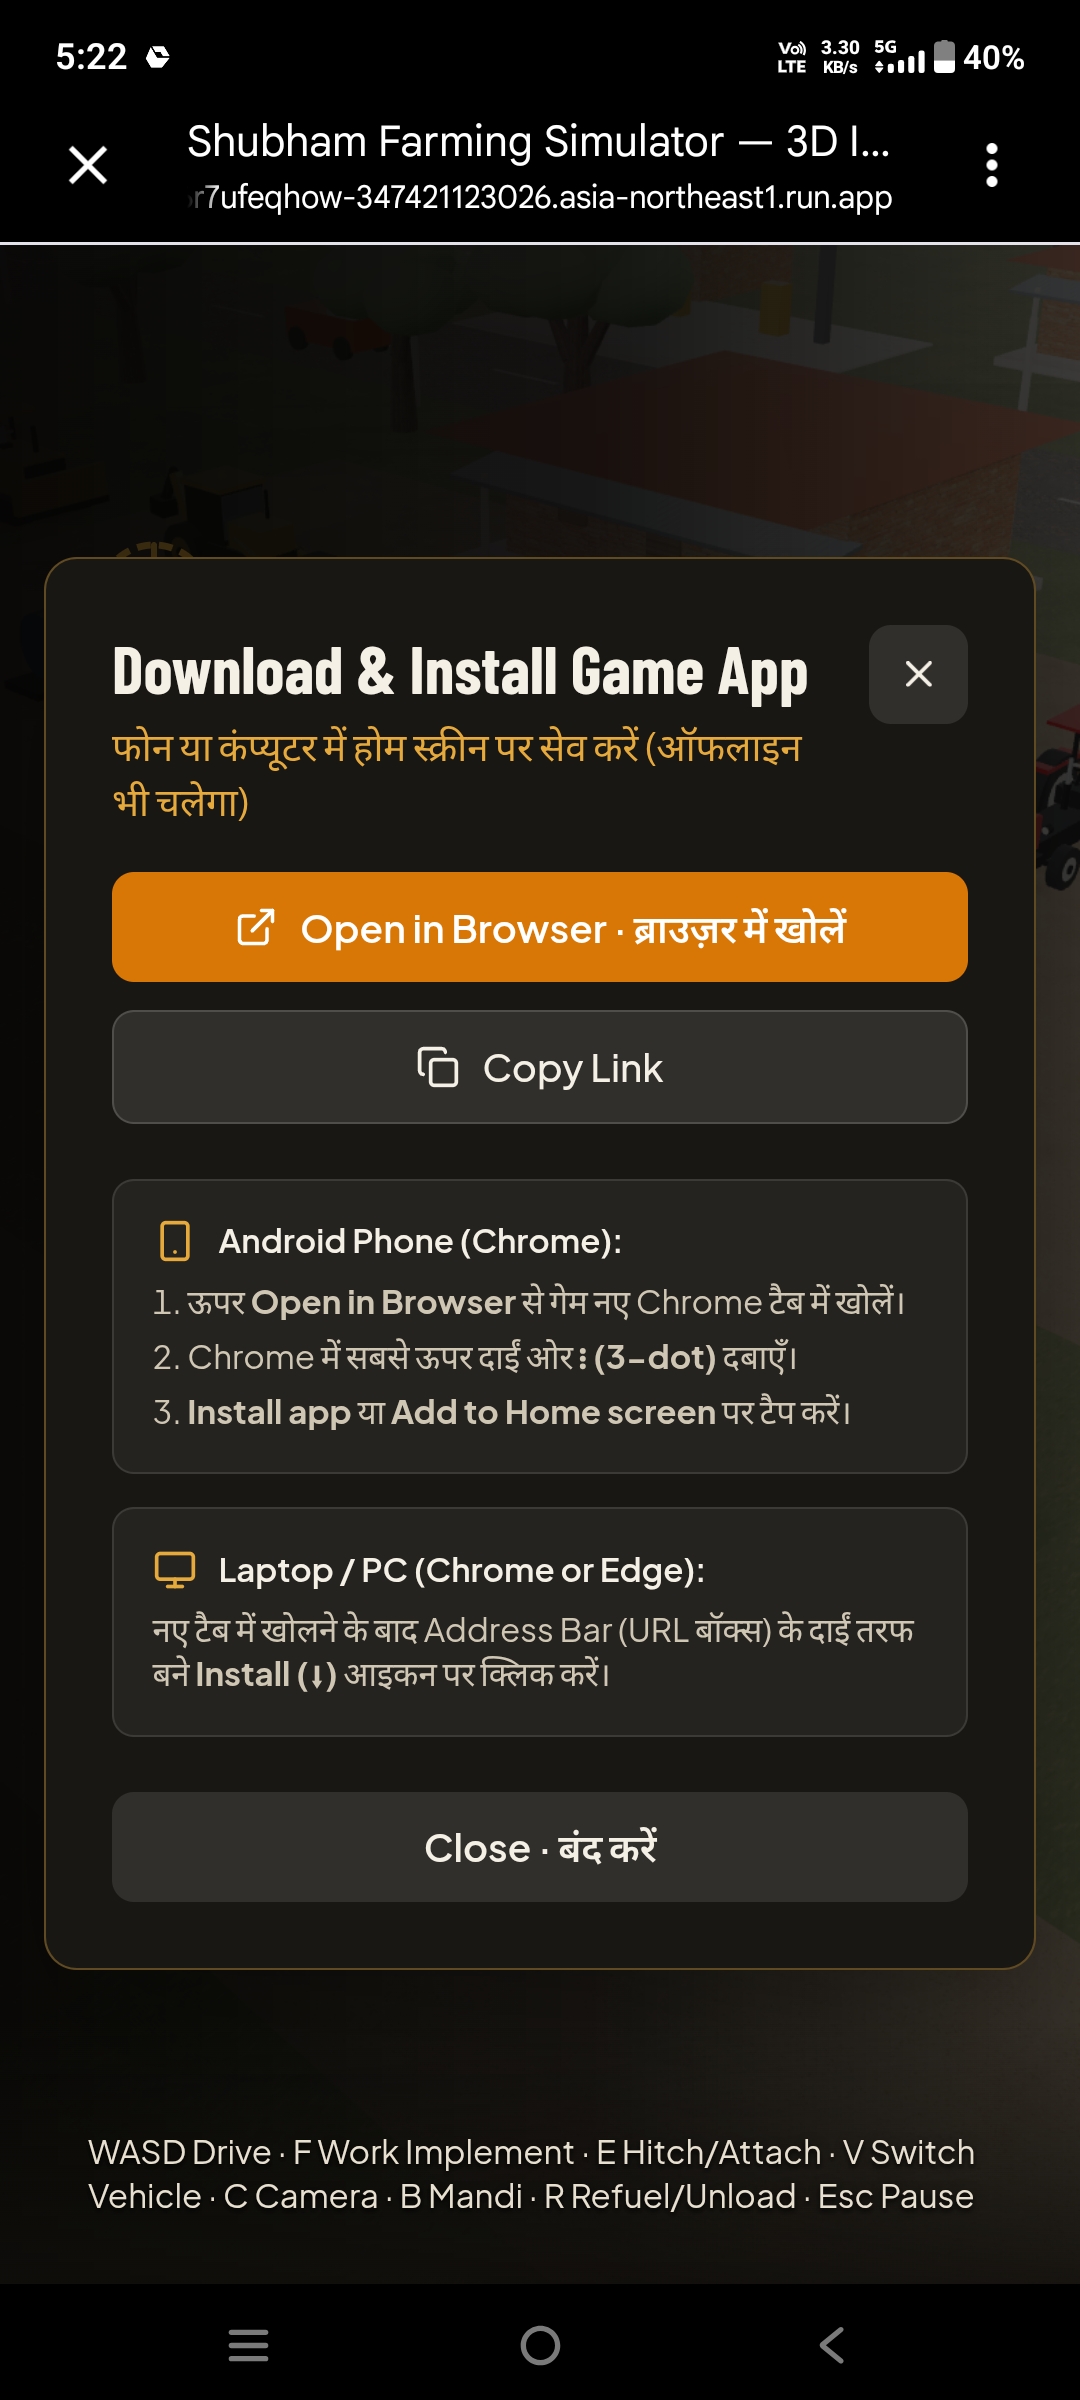 5:22
Vo)) LTE 3.30 KB/s 5G 40%
Shubham Farming Simulator — 3D I...
r7ufeqhow-347421123026.asia-northeast1.run.app
Download & Install Game App
फोन या कंप्यूटर में होम स्क्रीन पर सेव करें (ऑफलाइन
भी चलेगा)
Open in Browser · ब्राउज़र में खोलें
Copy Link
Android Phone (Chrome):
1. ऊपर Open in Browser से गेम नए Chrome टैब में खोलें।
2. Chrome में सबसे ऊपर दाईं ओर ⋮ (3-dot) दबाएँ।
3. Install app या Add to Home screen पर टैप करें।
Laptop / PC (Chrome or Edge):
नए टैब में खोलने के बाद Address Bar (URL बॉक्स) के दाईं तरफ
बने Install (⭳) आइकन पर क्लिक करें।
Close · बंद करें
WASD Drive · F Work Implement · E Hitch/Attach · V Switch
Vehicle · C Camera · B Mandi · R Refuel/Unload · Esc Pause